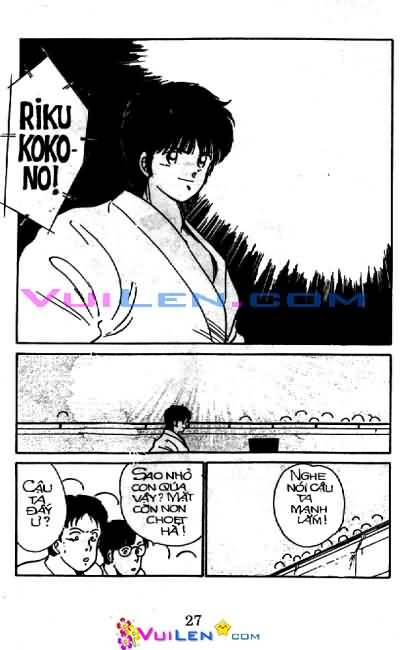 RIKU
KOKO-
NO!
VUILEN.COM
CẬU
TA
ĐẤY
Ư?
SAO NHỎ
CON QÚA
VẬY? MẶT
CÒN NON
CHOẸT
HÀ!
NGHE
NÓI CẬU
TA
MẠNH
LẮM!
27
VUILEN.COM